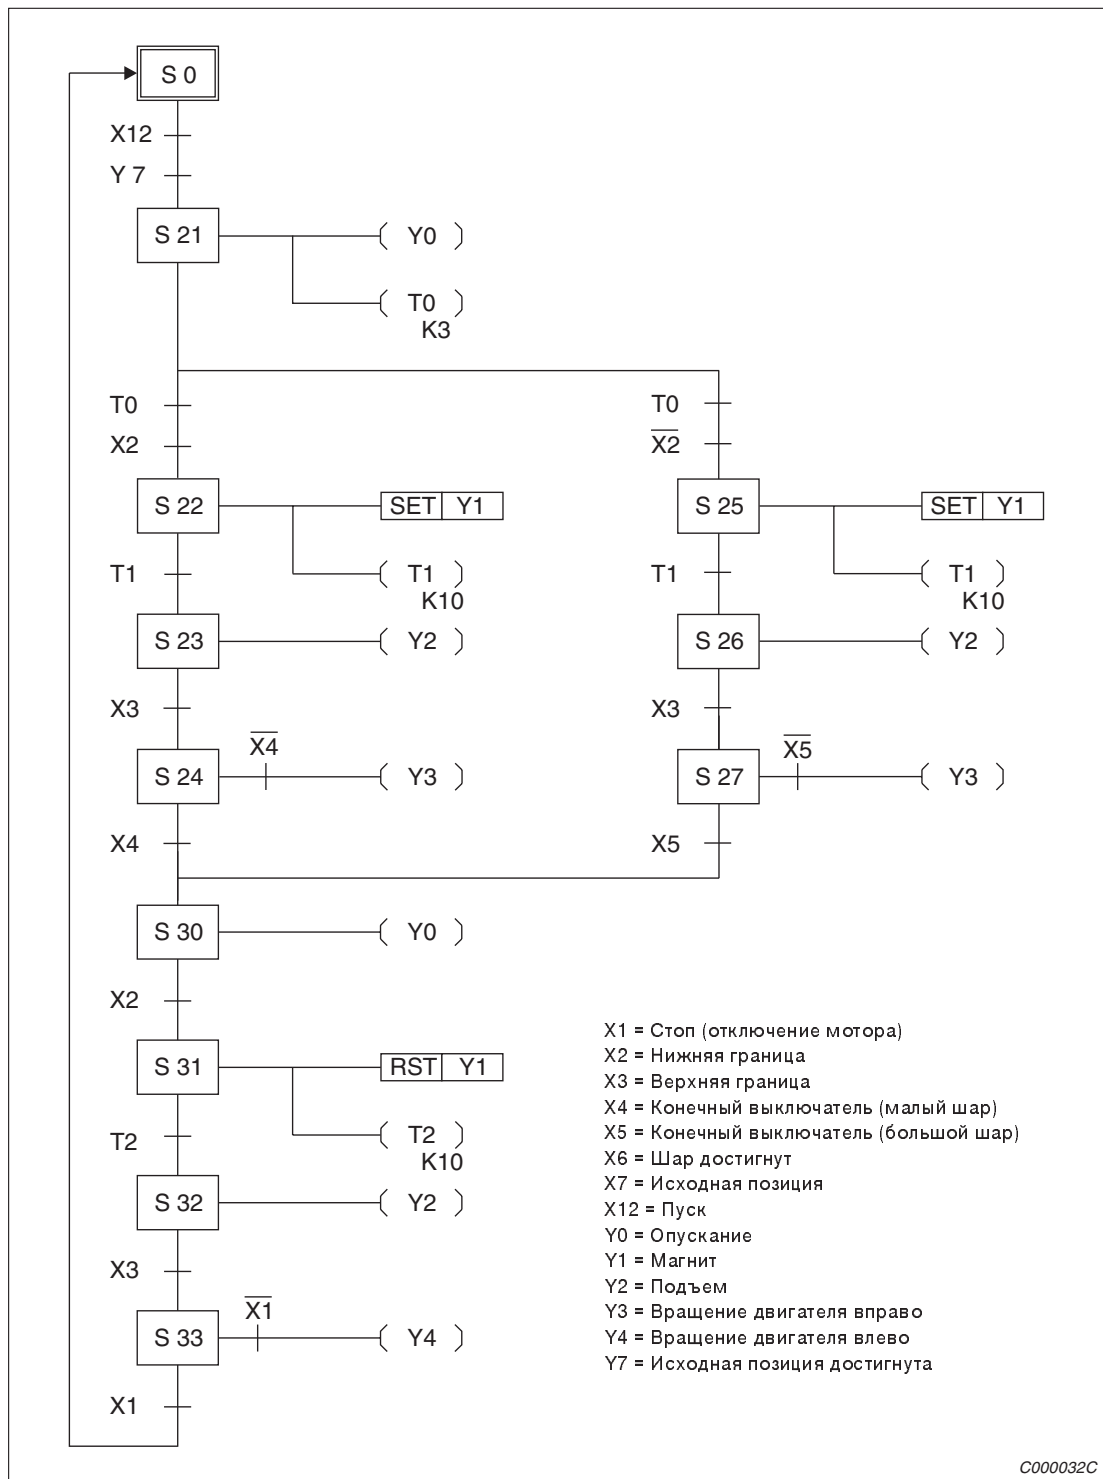 S 0
X12
Y 7
S 21
( Y0 )
( T0 )
K3
T0
T0
X2
X̅2̅
S 22
SET Y1
S 25
SET Y1
T1
( T1 )
K10
T1
( T1 )
K10
S 23
( Y2 )
S 26
( Y2 )
X3
X3
S 24
X̅4̅
( Y3 )
S 27
X̅5̅
( Y3 )
X4
X5
S 30
( Y0 )
X2
S 31
RST Y1
T2
( T2 )
K10
S 32
( Y2 )
X3
S 33
X̅1̅
( Y4 )
X1
X1 = Стоп (отключение мотора)
X2 = Нижняя граница
X3 = Верхняя граница
X4 = Конечный выключатель (малый шар)
X5 = Конечный выключатель (большой шар)
X6 = Шар достигнут
X7 = Исходная позиция
X12 = Пуск
Y0 = Опускание
Y1 = Магнит
Y2 = Подъем
Y3 = Вращение двигателя вправо
Y4 = Вращение двигателя влево
Y7 = Исходная позиция достигнута
C000032C